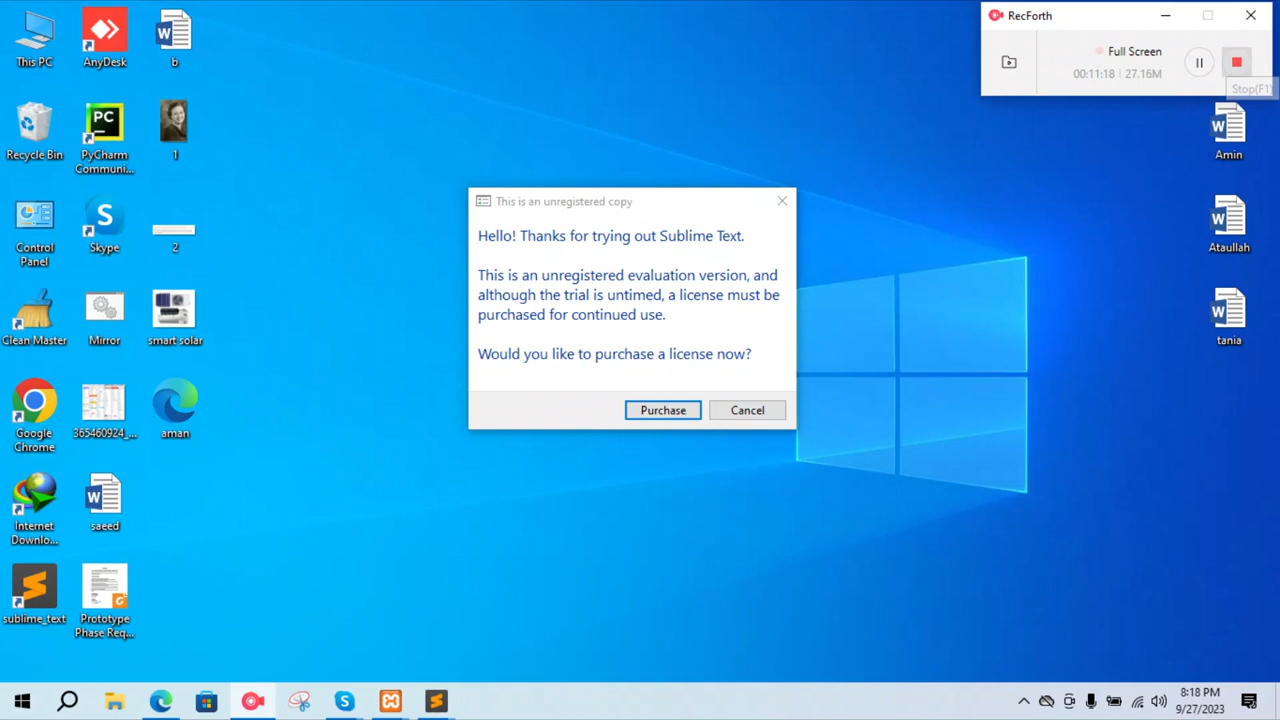 This PC
AnyDesk
b
Recycle Bin
PyCharm
Communi...
1
Control
Panel
Skype
2
Clean Master
Mirror
smart solar
Google
Chrome
365460924_...
aman
Internet
Downlo...
saeed
sublime_text
Prototype
Phase Req...
This is an unregistered copy
Hello! Thanks for trying out Sublime Text.
This is an unregistered evaluation version, and
although the trial is untimed, a license must be
purchased for continued use.
Would you like to purchase a license now?
Purchase
Cancel
RecForth
Full Screen
00:11:18 | 27.16M
Stop(F1)
Amin
Ataullah
tania
8:18 PM
9/27/2023